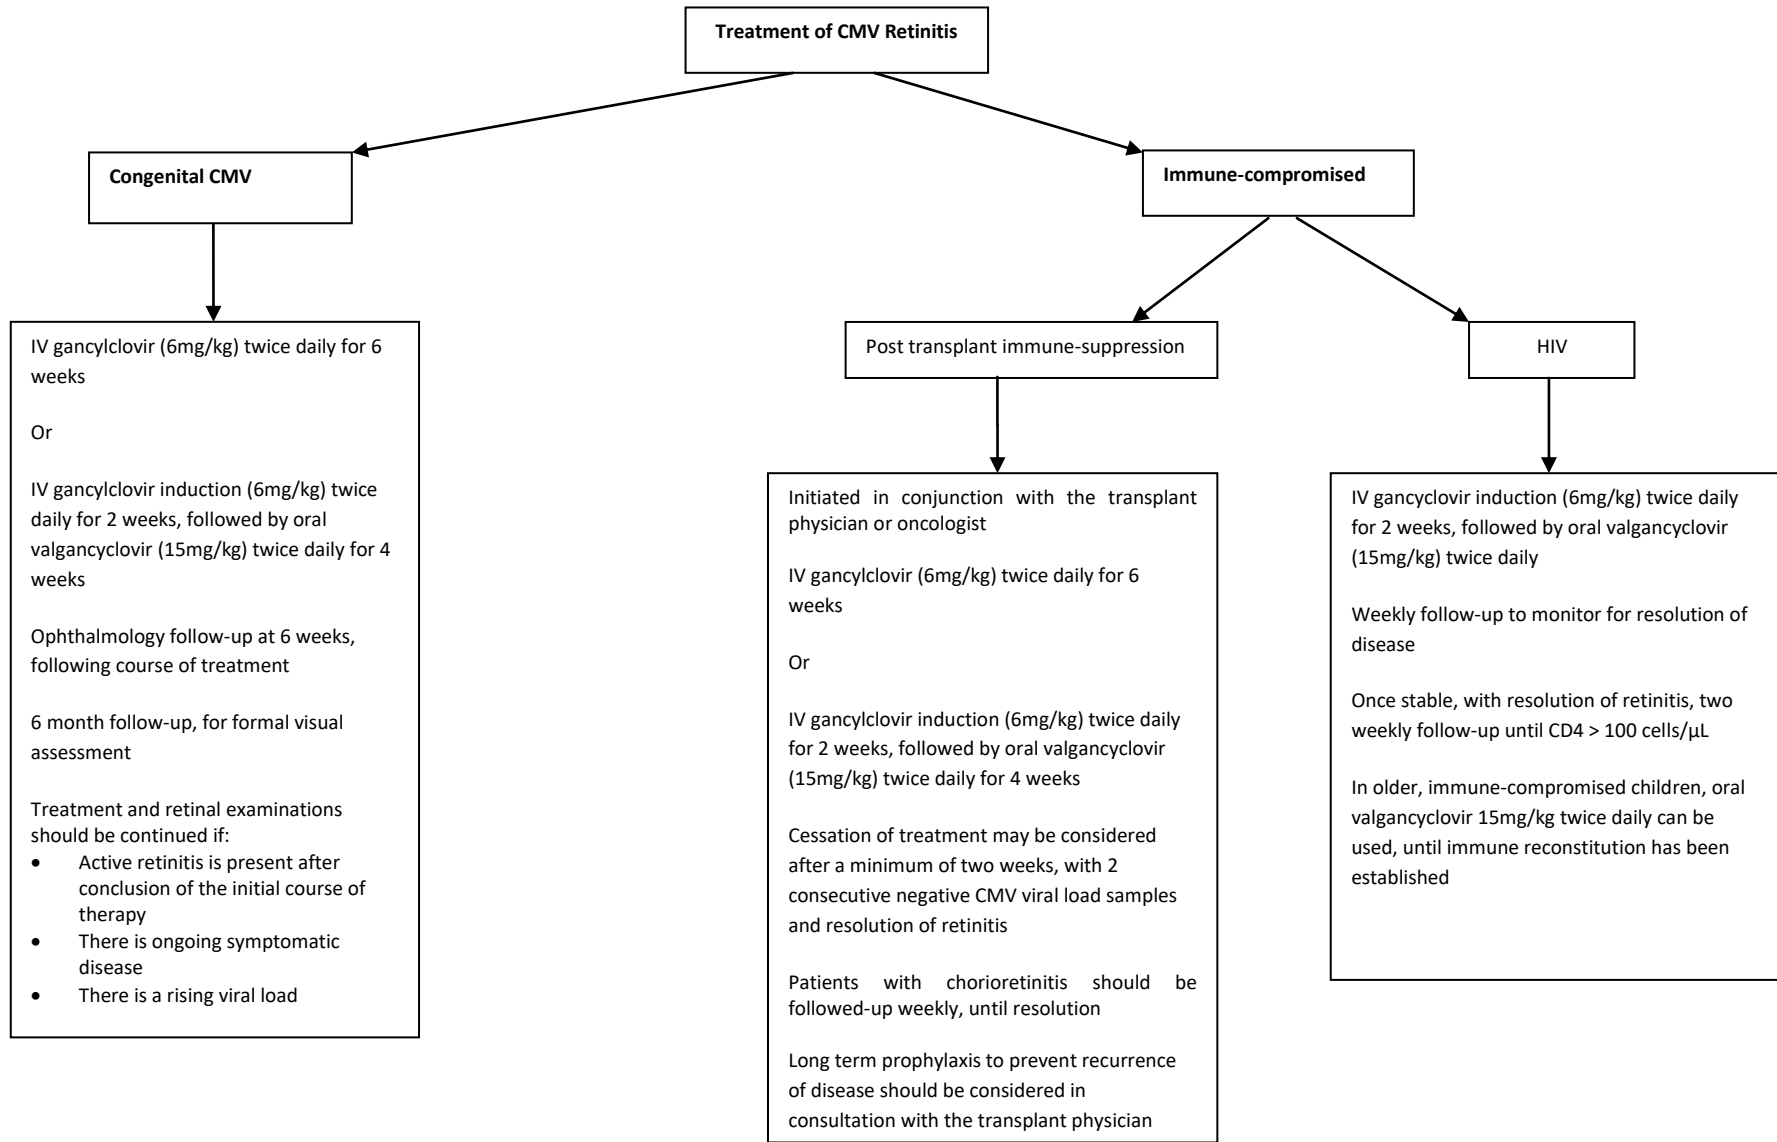 Treatment of CMV Retinitis
Congenital CMV
Immune-compromised
IV gancylclovir (6mg/kg) twice daily for 6
weeks
Or
IV gancylclovir induction (6mg/kg) twice
daily for 2 weeks, followed by oral
valgancyclovir (15mg/kg) twice daily for 4
weeks
Ophthalmology follow-up at 6 weeks,
following course of treatment
6 month follow-up, for formal visual
assessment
Treatment and retinal examinations
should be continued if:
• Active retinitis is present after
conclusion of the initial course of
therapy
• There is ongoing symptomatic
disease
• There is a rising viral load
Post transplant immune-suppression
Initiated in conjunction with the transplant
physician or oncologist
IV gancylclovir (6mg/kg) twice daily for 6
weeks
Or
IV gancylclovir induction (6mg/kg) twice daily
for 2 weeks, followed by oral valgancyclovir
(15mg/kg) twice daily for 4 weeks
Cessation of treatment may be considered
after a minimum of two weeks, with 2
consecutive negative CMV viral load samples
and resolution of retinitis
Patients with chorioretinitis should be
followed-up weekly, until resolution
Long term prophylaxis to prevent recurrence
of disease should be considered in
consultation with the transplant physician
HIV
IV gancyclovir induction (6mg/kg) twice daily
for 2 weeks, followed by oral valgancyclovir
(15mg/kg) twice daily
Weekly follow-up to monitor for resolution of
disease
Once stable, with resolution of retinitis, two
weekly follow-up until CD4 > 100 cells/µL
In older, immune-compromised children, oral
valgancyclovir 15mg/kg twice daily can be
used, until immune reconstitution has been
established